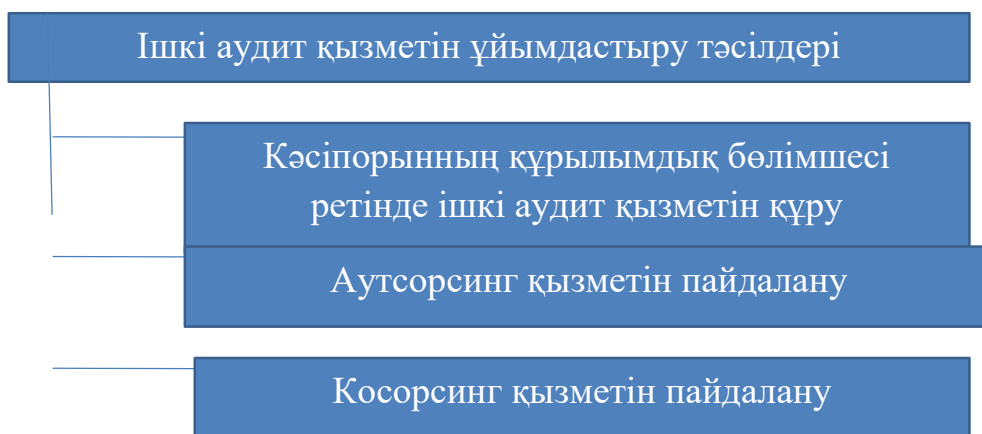 Ішкі аудит қызметін ұйымдастыру тәсілдері
Кәсіпорынның құрылымдық бөлімшесі
ретінде ішкі аудит қызметін құру
Аутсорсинг қызметін пайдалану
Косорсинг қызметін пайдалану